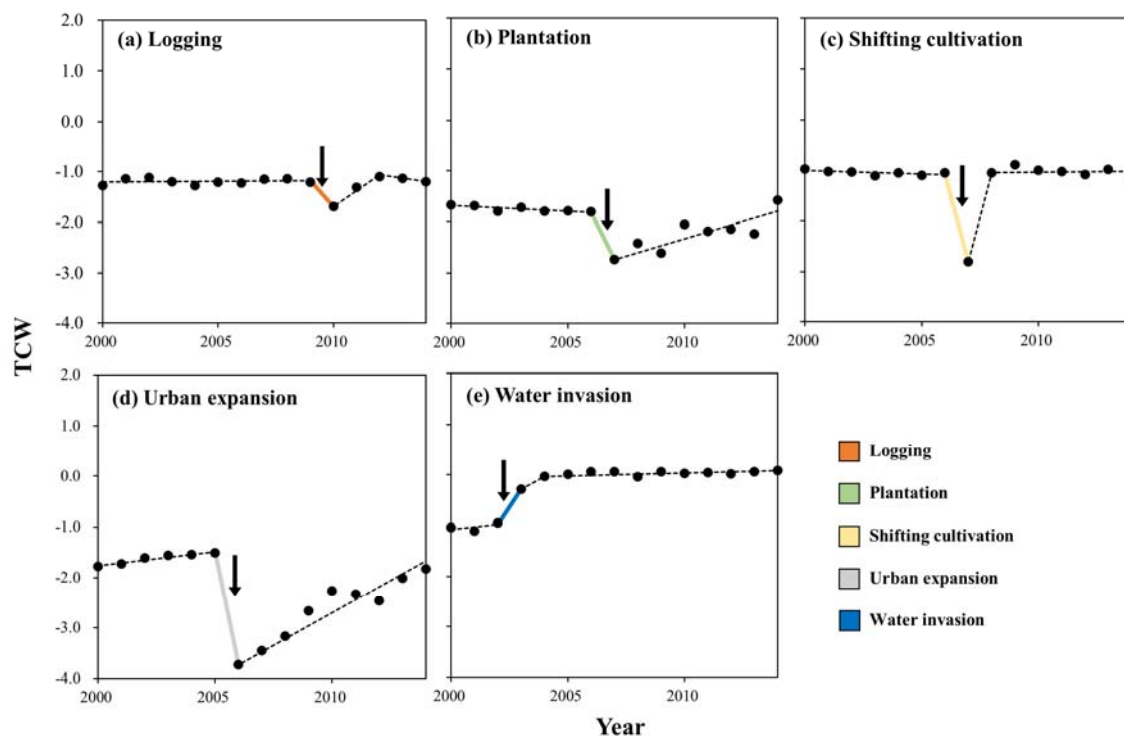 2.0
(a) Logging
(b) Plantation
(c) Shifting cultivation
1.0
0.0
-1.0
-2.0
-3.0
-4.0
2000
2005
2010
2000
2005
2010
2000
2005
2010
TCW
2.0
(d) Urban expansion
(e) Water invasion
1.0
0.0
-1.0
-2.0
-3.0
-4.0
2000
2005
2010
2000
2005
2010
Logging
Plantation
Shifting cultivation
Urban expansion
Water invasion
Year